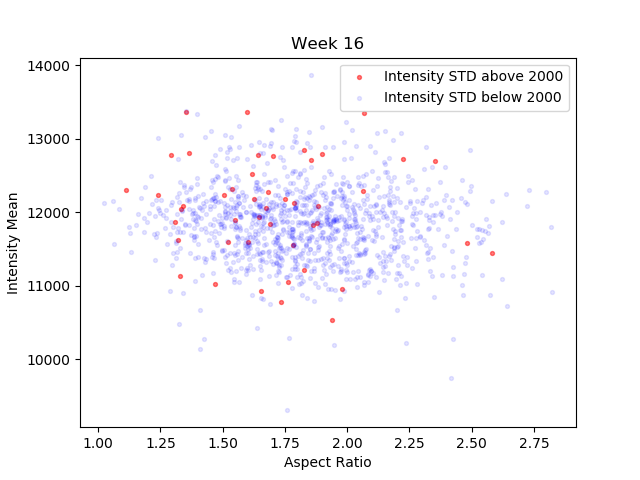 Week 16
Intensity STD above 2000
Intensity STD below 2000
14000
13000
12000
11000
10000
Intensity Mean
1.00 1.25 1.50 1.75 2.00 2.25 2.50 2.75
Aspect Ratio